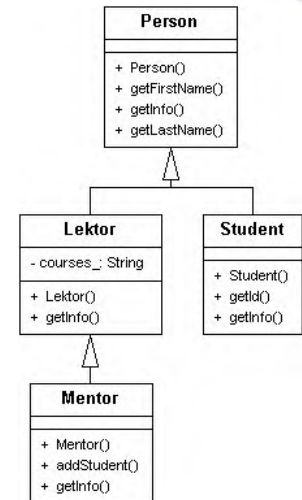 Person
+ Person()
+ getFirstName()
+ getInfo()
+ getLastName()
Lektor
- courses_: String
+ Lektor()
+ getInfo()
Student
+ Student()
+ getId()
+ getInfo()
Mentor
+ Mentor()
+ addStudent()
+ getInfo()